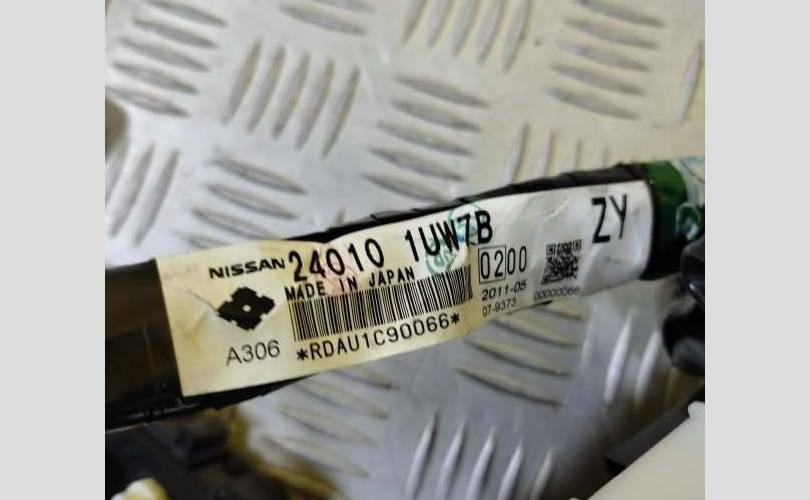 NISSAN 24010 1UW7B ZY
MADE IN JAPAN 0200
2011-05
07-9373 00000066
A306 *RDAU1C90066*